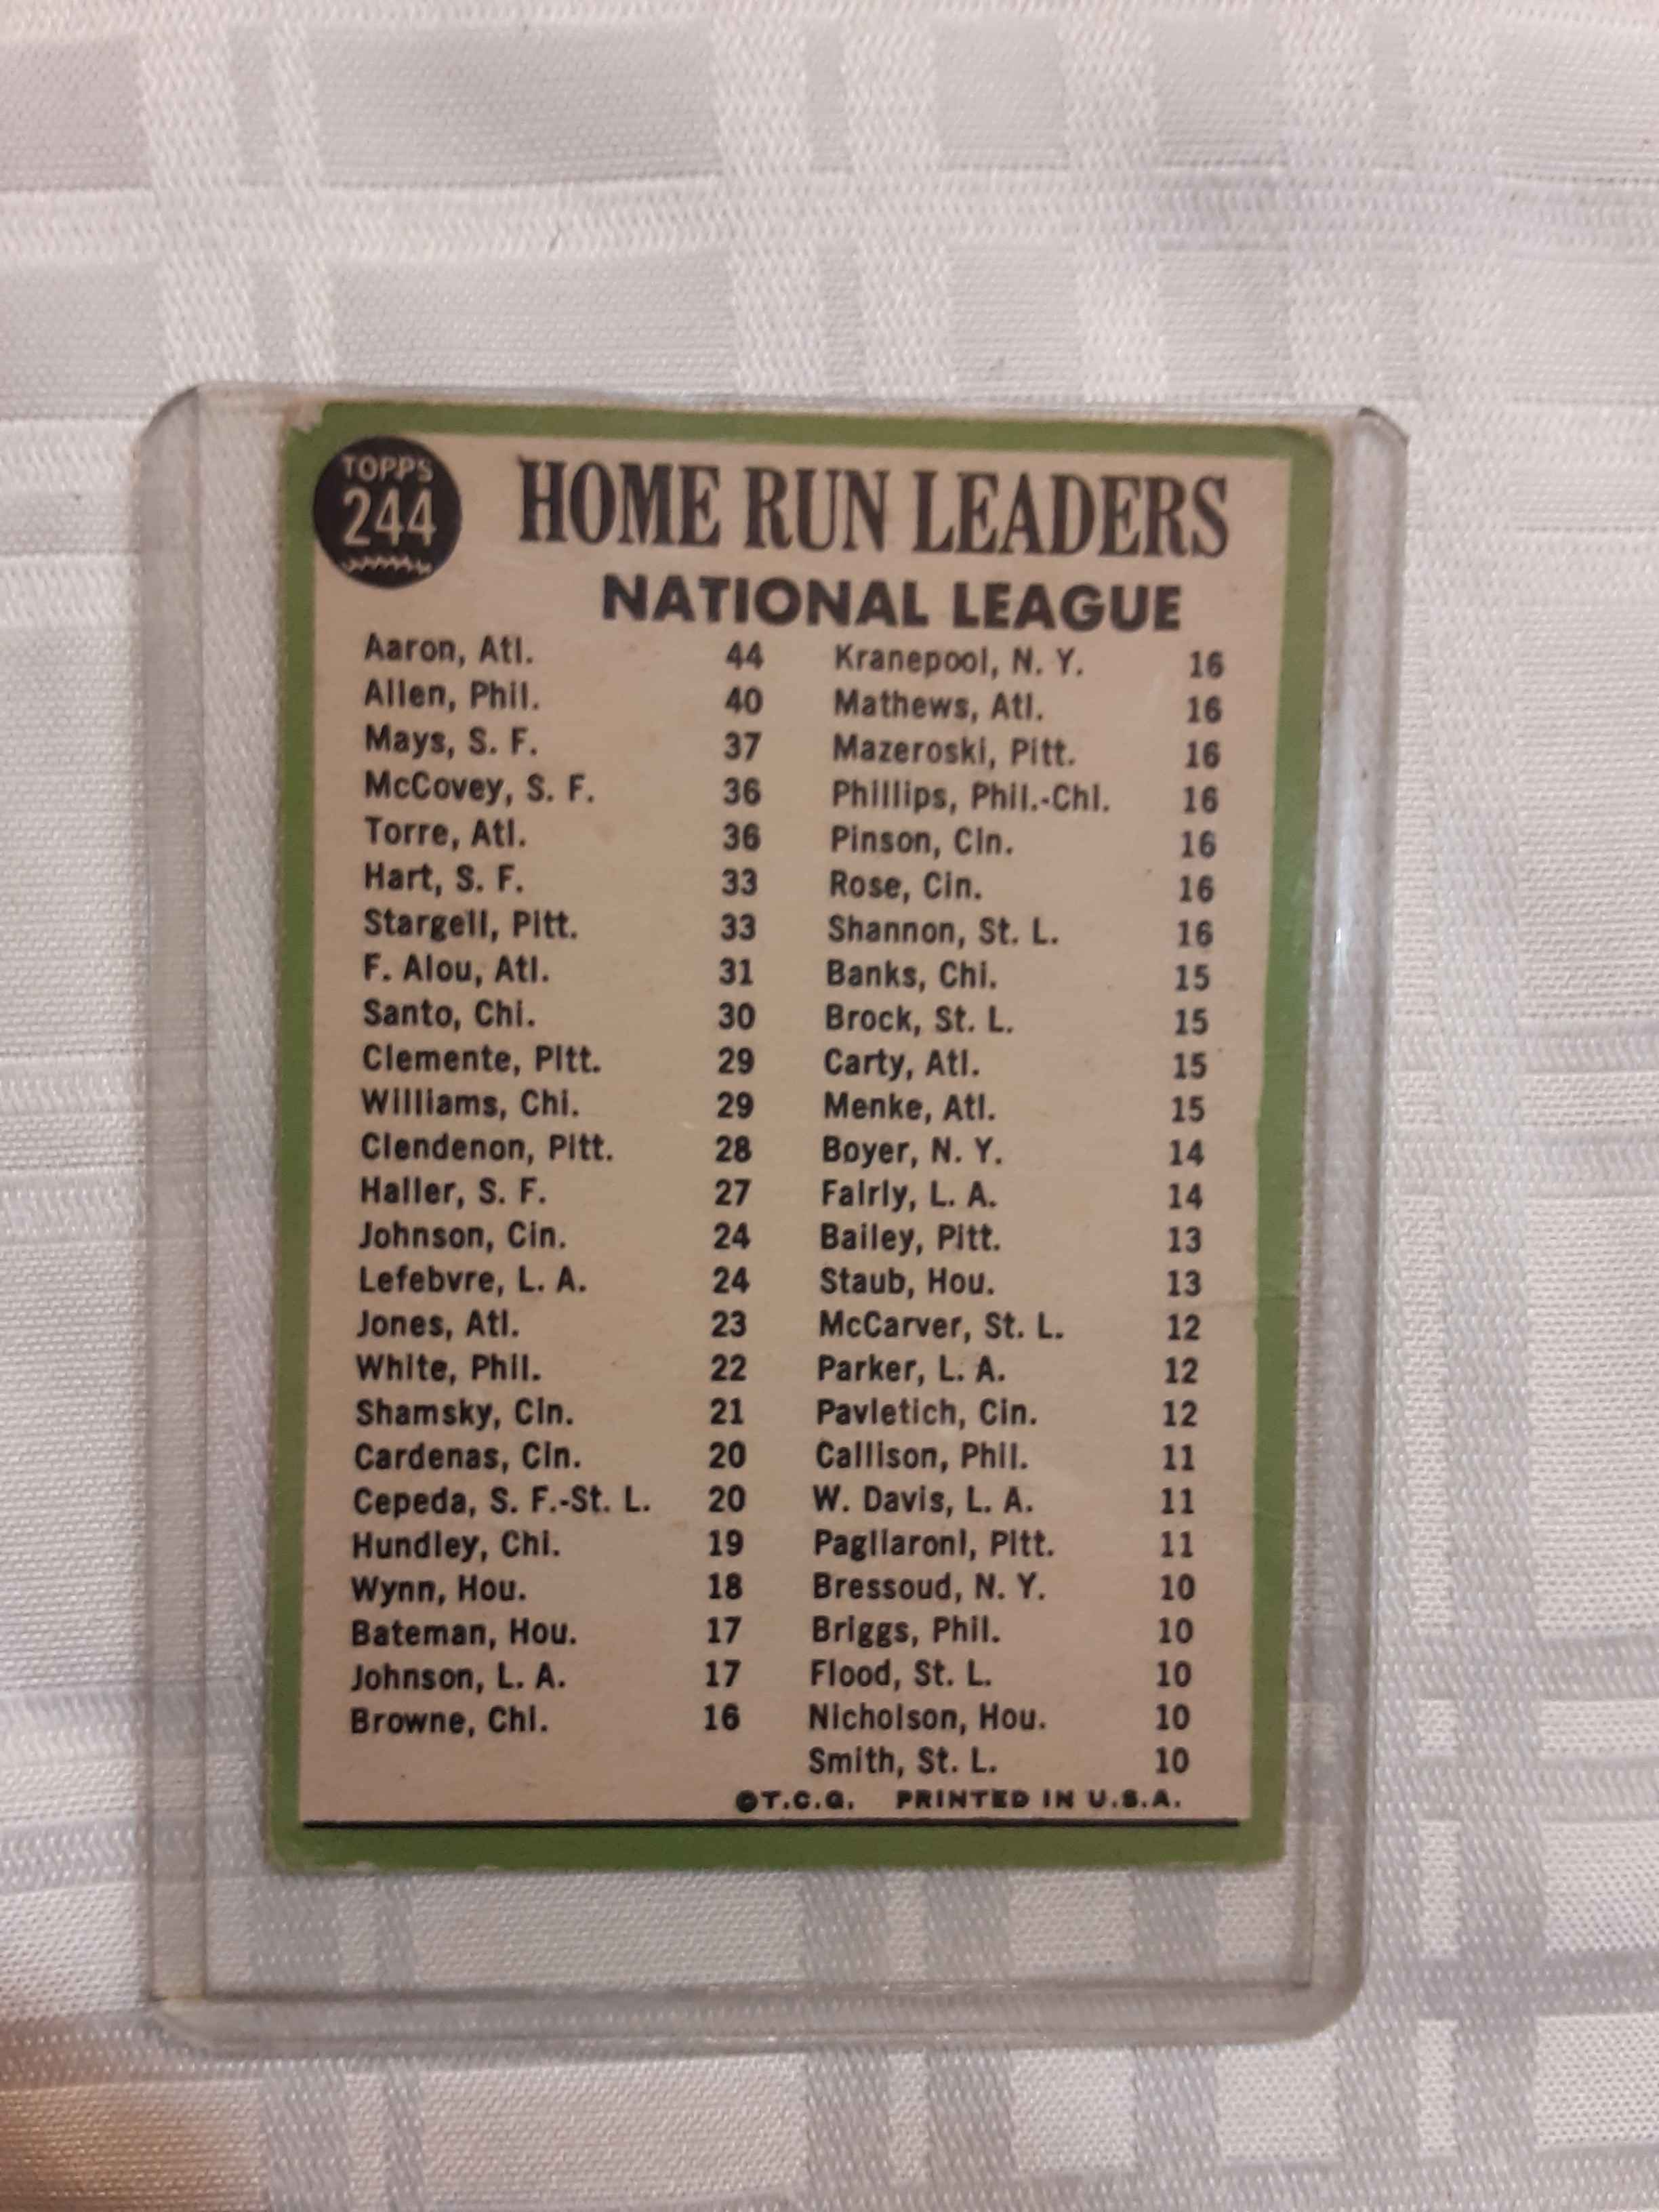 TOPPS
244
HOME RUN LEADERS
NATIONAL LEAGUE
Aaron, Atl. 44
Allen, Phil. 40
Mays, S. F. 37
McCovey, S. F. 36
Torre, Atl. 36
Hart, S. F. 33
Stargell, Pitt. 33
F. Alou, Atl. 31
Santo, Chi. 30
Clemente, Pitt. 29
Williams, Chi. 29
Clendenon, Pitt. 28
Haller, S. F. 27
Johnson, Cin. 24
Lefebvre, L. A. 24
Jones, Atl. 23
White, Phil. 22
Shamsky, Cin. 21
Cardenas, Cin. 20
Cepeda, S. F.-St. L. 20
Hundley, Chi. 19
Wynn, Hou. 18
Bateman, Hou. 17
Johnson, L. A. 17
Browne, Chi. 16
Kranepool, N. Y. 16
Mathews, Atl. 16
Mazeroski, Pitt. 16
Phillips, Phil.-Chi. 16
Pinson, Cin. 16
Rose, Cin. 16
Shannon, St. L. 16
Banks, Chi. 15
Brock, St. L. 15
Carty, Atl. 15
Menke, Atl. 15
Boyer, N. Y. 14
Fairly, L. A. 14
Bailey, Pitt. 13
Staub, Hou. 13
McCarver, St. L. 12
Parker, L. A. 12
Pavletich, Cin. 12
Callison, Phil. 11
W. Davis, L. A. 11
Pagliaroni, Pitt. 11
Bressoud, N. Y. 10
Briggs, Phil. 10
Flood, St. L. 10
Nicholson, Hou. 10
Smith, St. L. 10
©T.C.G. PRINTED IN U.S.A.